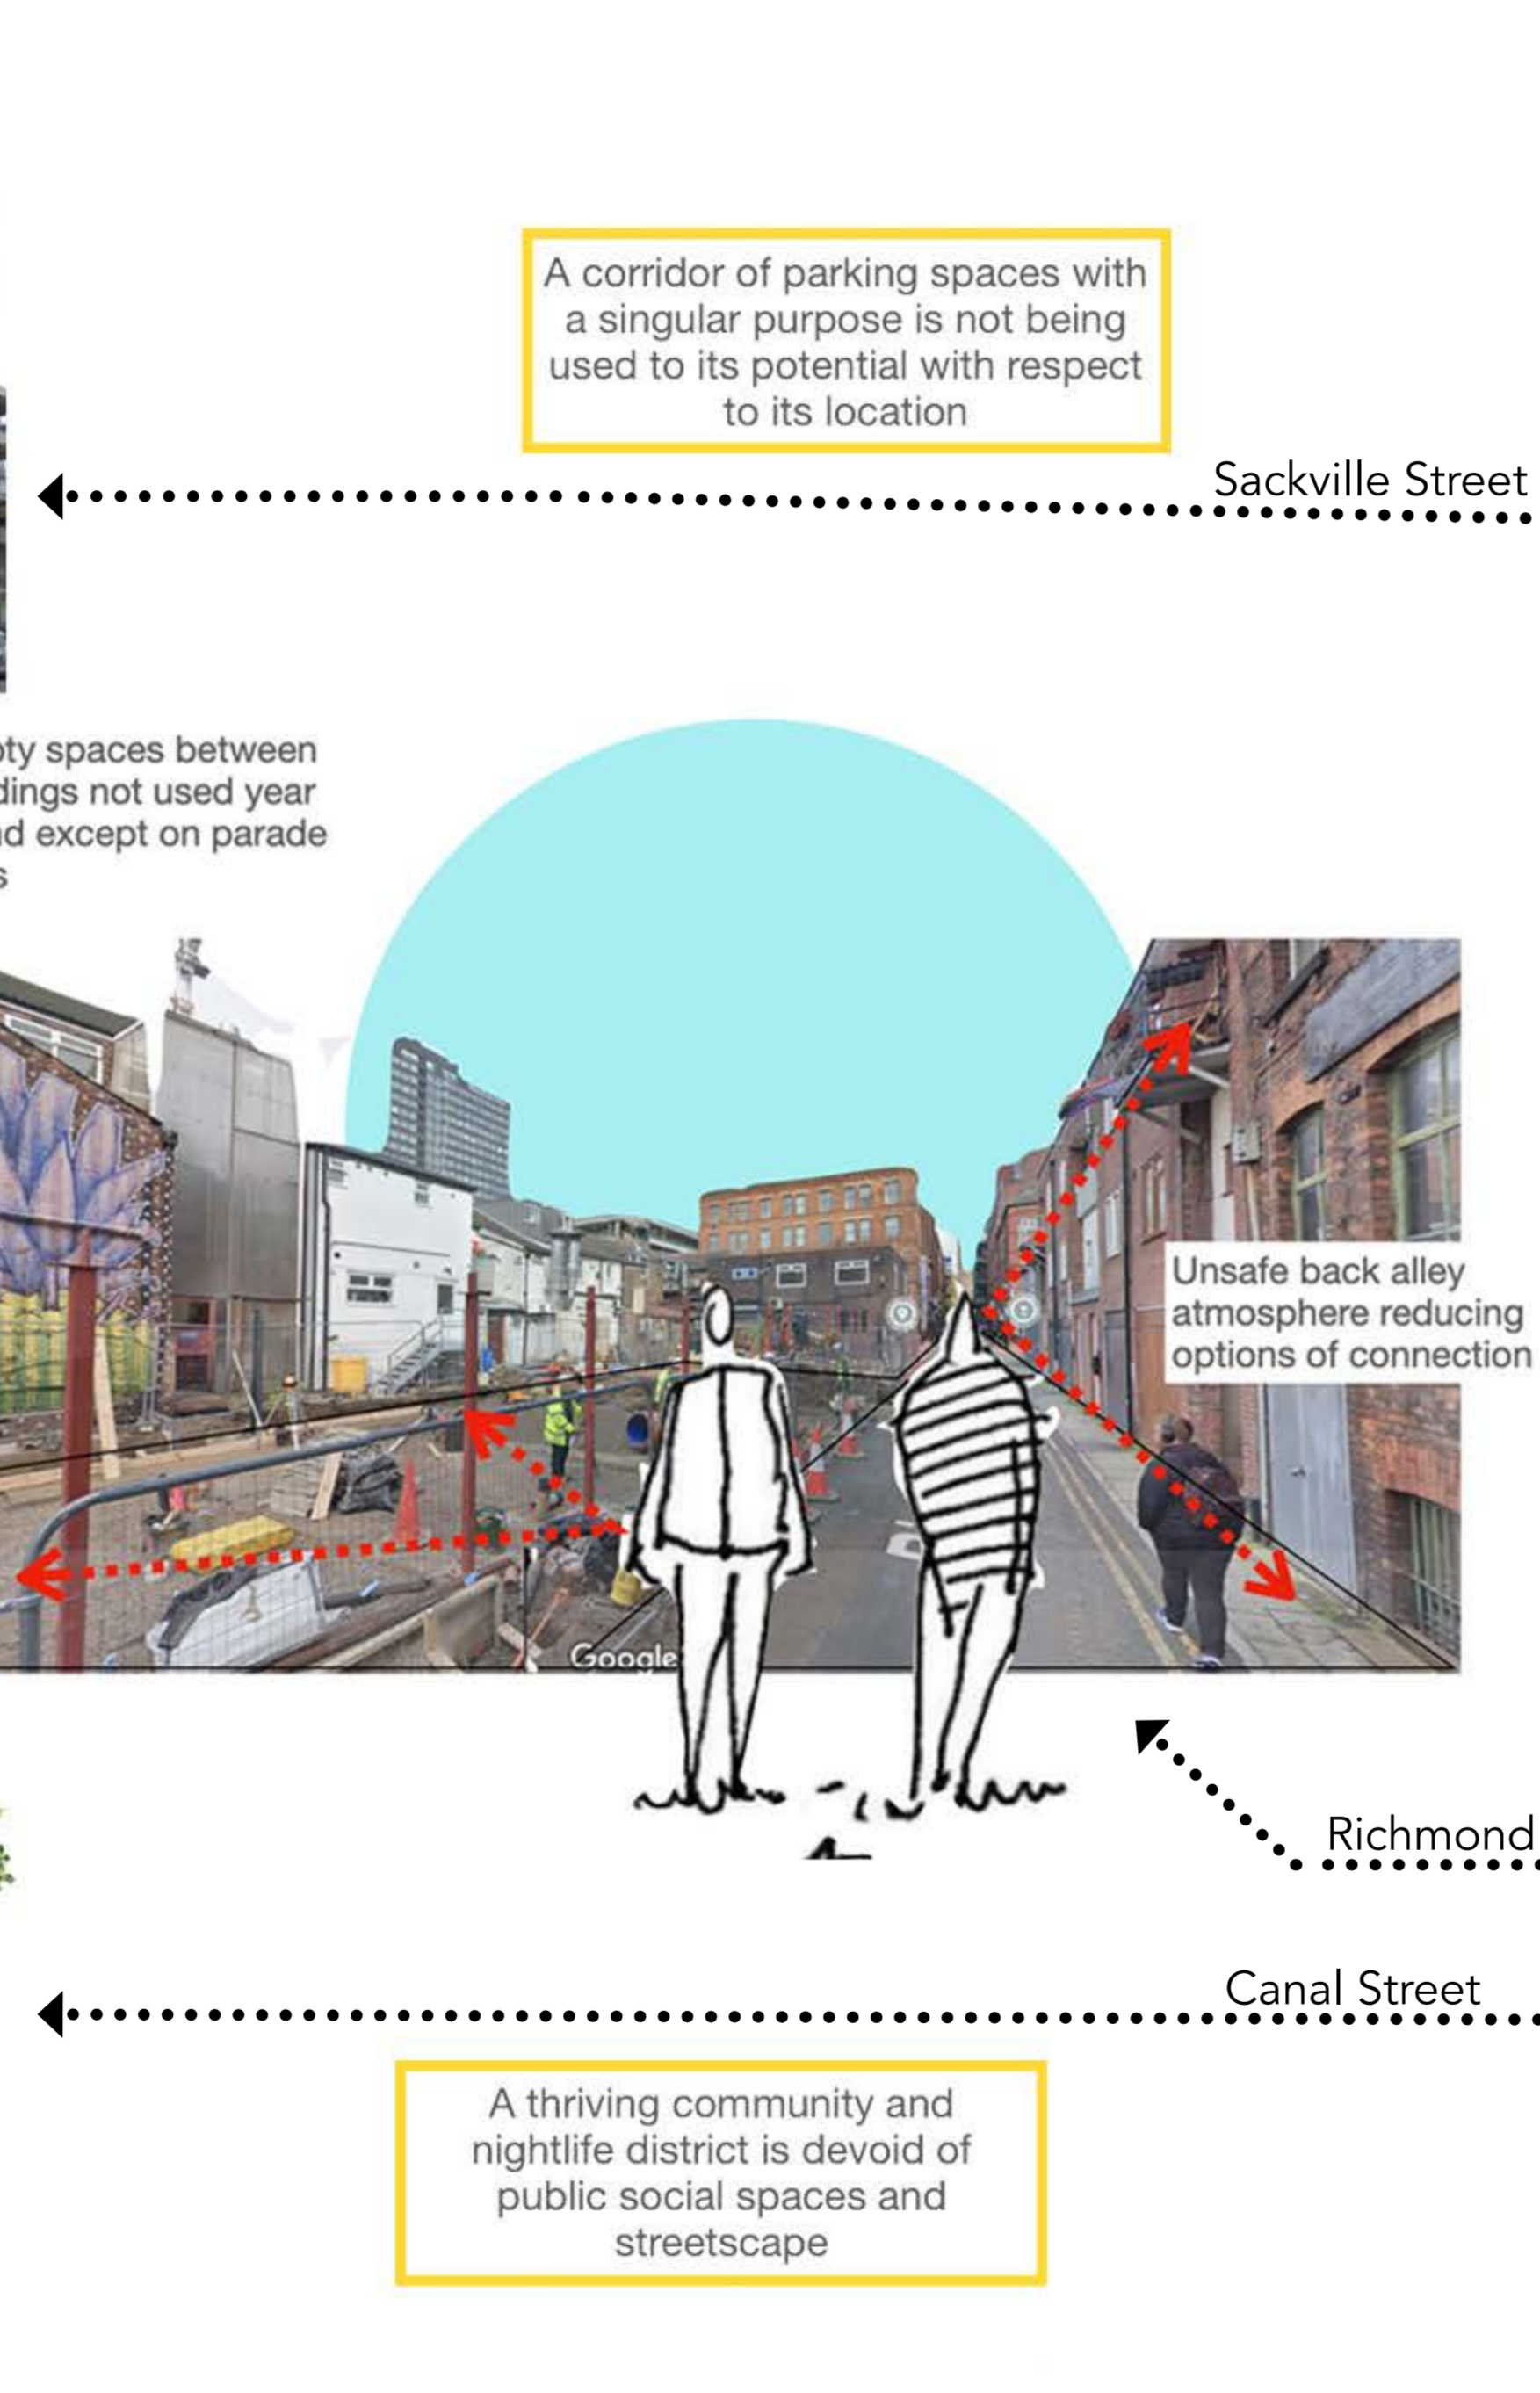 A corridor of parking spaces with
a singular purpose is not being
used to its potential with respect
to its location
Sackville Street
spaces between
not used year
except on parade
Unsafe back alley
atmosphere reducing
options of connection
Google
Richmond
Canal Street
A thriving community and
nightlife district is devoid of
public social spaces and
streetscape